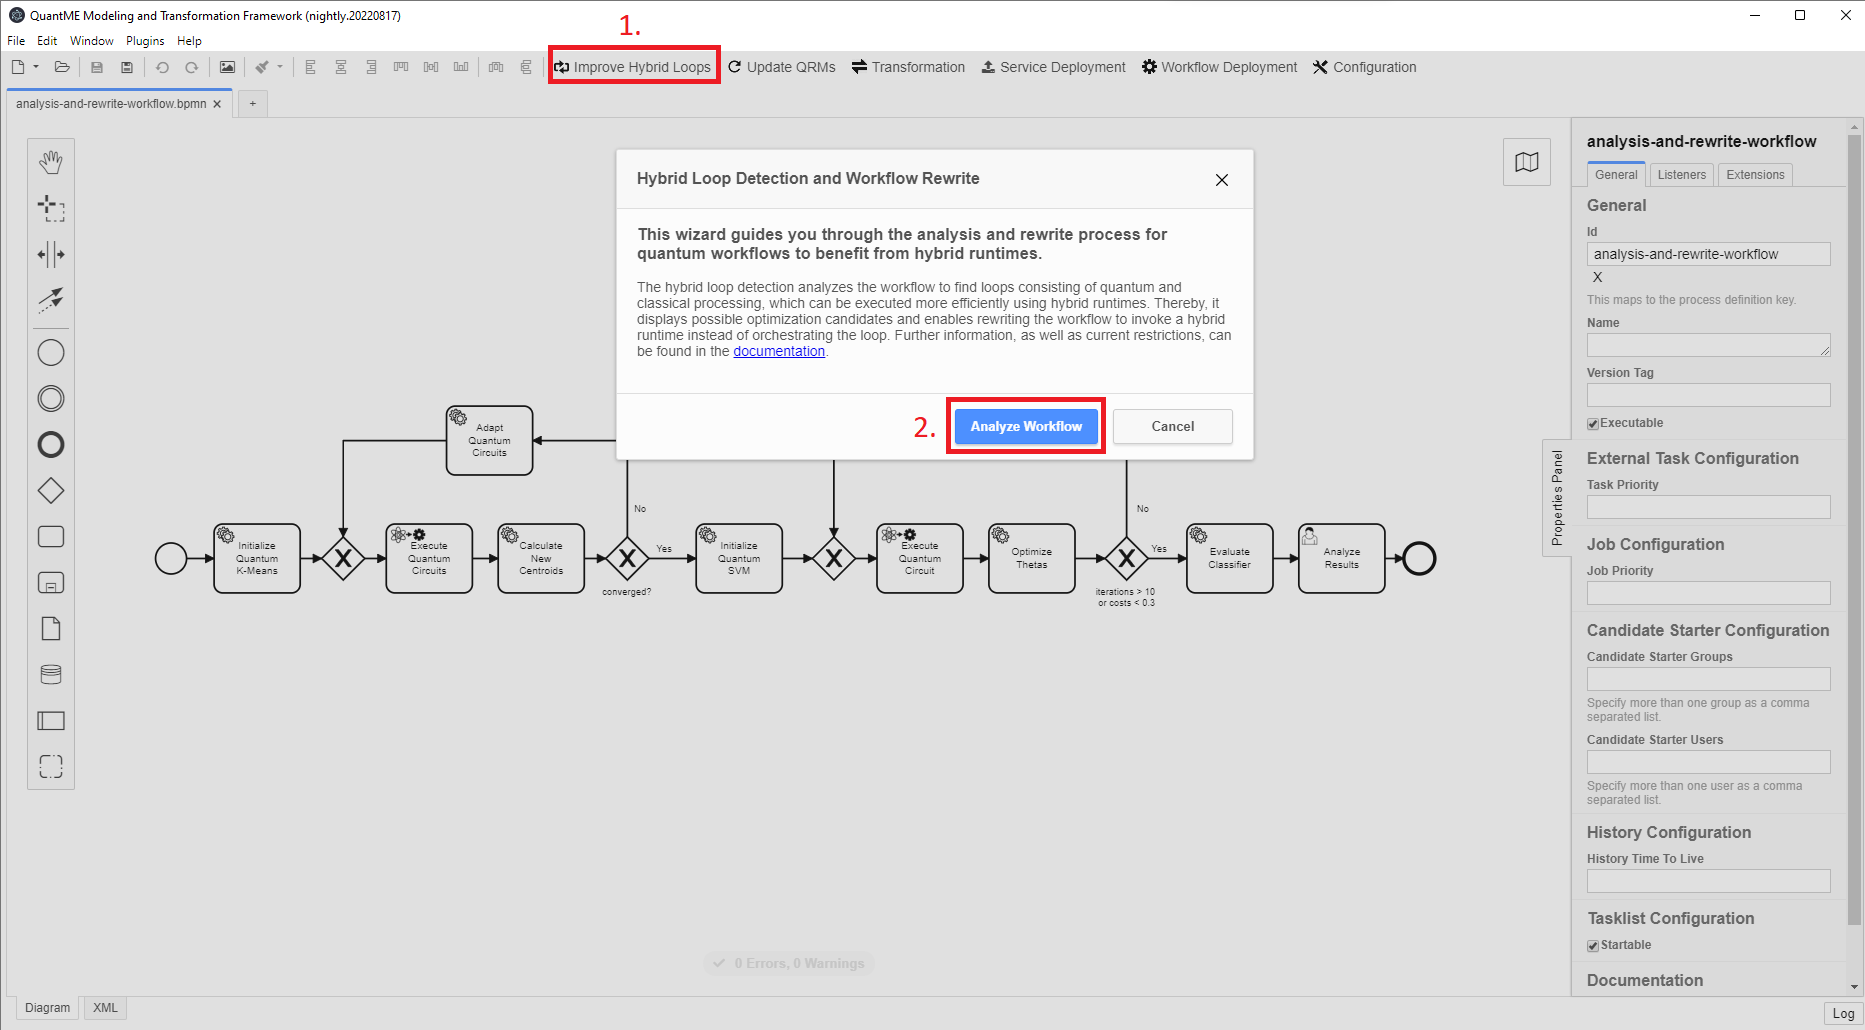 QuantME Modeling and Transformation Framework (nightly.20220817)
File Edit Window Plugins Help
1.
Improve Hybrid Loops Update QRMs Transformation Service Deployment Workflow Deployment Configuration
analysis-and-rewrite-workflow.bpmn × +
Hybrid Loop Detection and Workflow Rewrite
This wizard guides you through the analysis and rewrite process for
quantum workflows to benefit from hybrid runtimes.
The hybrid loop detection analyzes the workflow to find loops consisting of quantum and
classical processing, which can be executed more efficiently using hybrid runtimes. Thereby, it
displays possible optimization candidates and enables rewriting the workflow to invoke a hybrid
runtime instead of orchestrating the loop. Further information, as well as current restrictions, can
be found in the documentation.
2.
Analyze Workflow
Cancel
Adapt
Quantum
Circuits
Initialize
Quantum
K-Means
Execute
Quantum
Circuits
Calculate
New
Centroids
No
Yes
converged?
Initialize
Quantum
SVM
Execute
Quantum
Circuit
Optimize
Thetas
No
Yes
iterations > 10
or costs < 0.3
Evaluate
Classifier
Analyze
Results
0 Errors, 0 Warnings
Properties Panel
analysis-and-rewrite-workflow
General Listeners Extensions
General
Id
analysis-and-rewrite-workflow
X
This maps to the process definition key.
Name
Version Tag
Executable
External Task Configuration
Task Priority
Job Configuration
Job Priority
Candidate Starter Configuration
Candidate Starter Groups
Specify more than one group as a comma
separated list.
Candidate Starter Users
Specify more than one user as a comma
separated list.
History Configuration
History Time To Live
Tasklist Configuration
Startable
Documentation
Diagram XML
Log